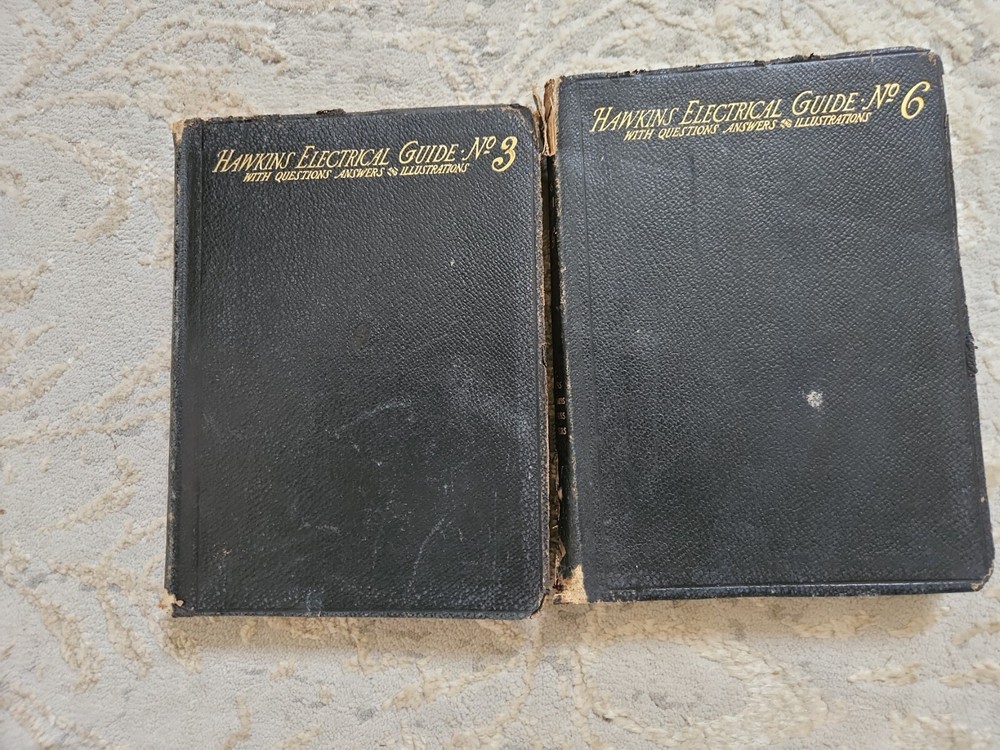 HAWKINS ELECTRICAL GUIDE · Nº 3
WITH QUESTIONS ANSWERS & ILLUSTRATIONS
HAWKINS ELECTRICAL GUIDE · Nº 6
WITH QUESTIONS ANSWERS & ILLUSTRATIONS